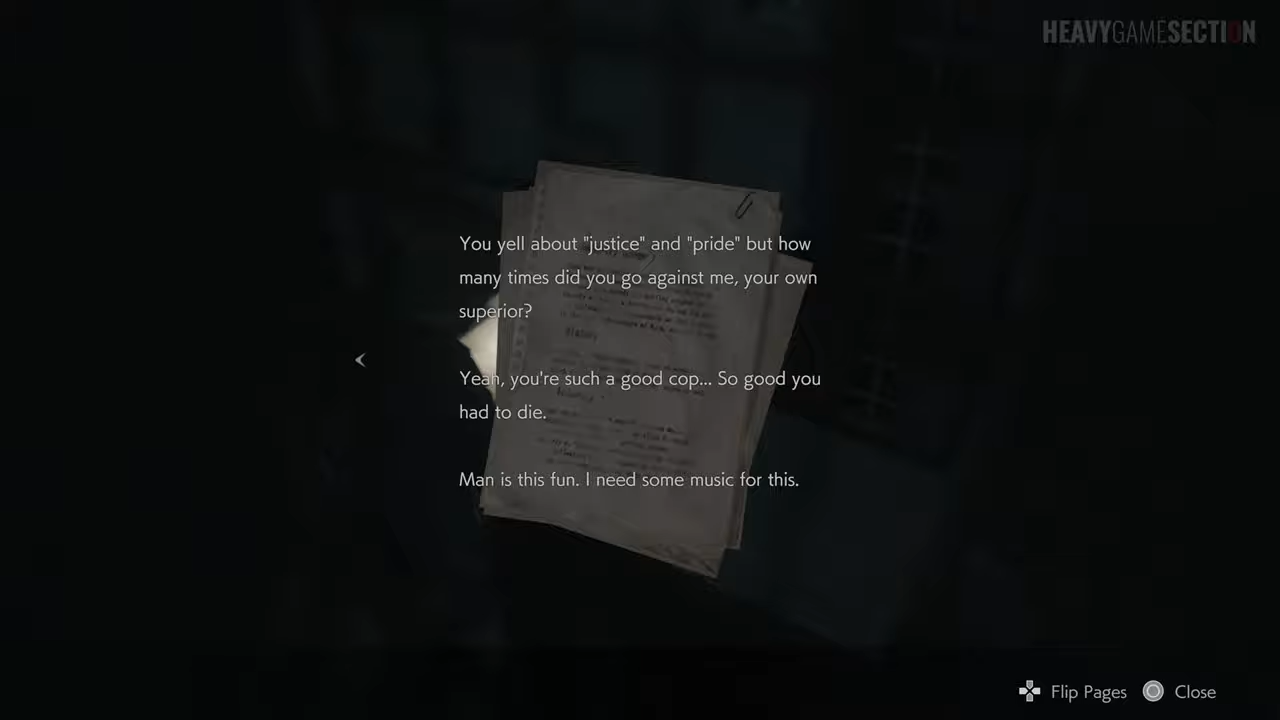 HEAVYGAMESECTION
You yell about "justice" and "pride" but how
many times did you go against me, your own
superior?
Yeah, you're such a good cop... So good you
had to die.
Man is this fun. I need some music for this.
Flip Pages
Close